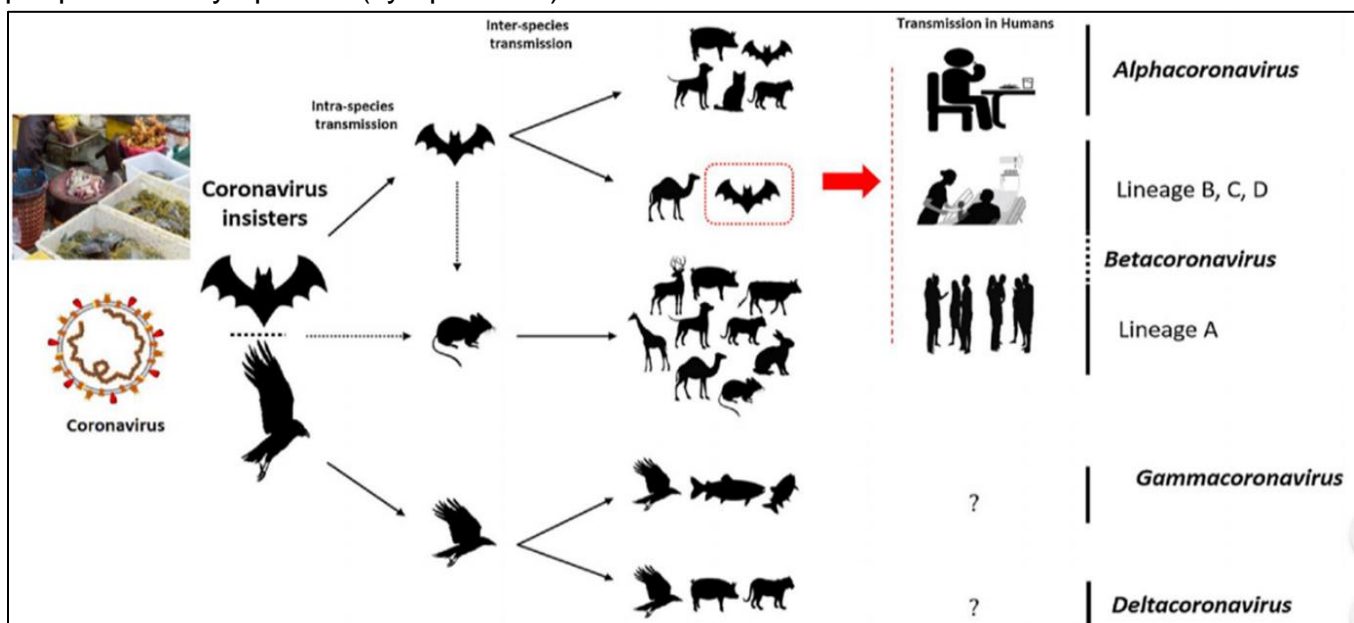 Inter-species
transmission
Transmission in Humans
Alphacoronavirus
Intra-species
transmission
Coronavirus
insisters
Lineage B, C, D
Betacoronavirus
Lineage A
Coronavirus
Gammacoronavirus
?
Deltacoronavirus
?